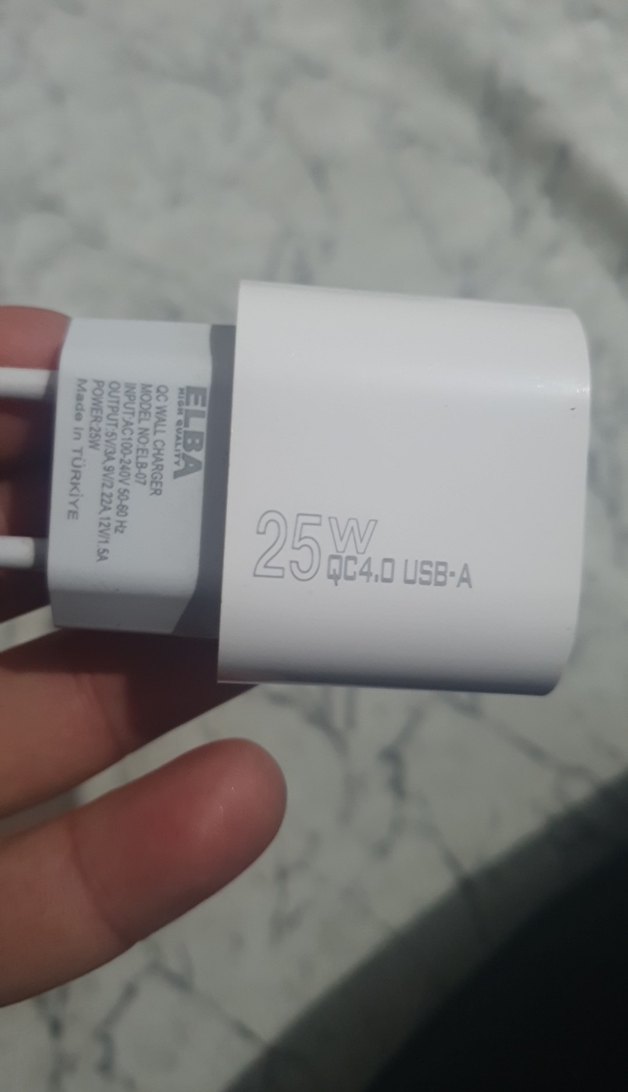 ELBA
HIGH QUALITY
QC WALL CHARGER
MODEL NO:ELB-07
INPUT:AC100-240V 50-60 Hz
OUTPUT:5V/3A,9V/2.22A,12V/1.5A
POWER:25W
Made in TÜRKİYE
25W
QC4.0 USB-A